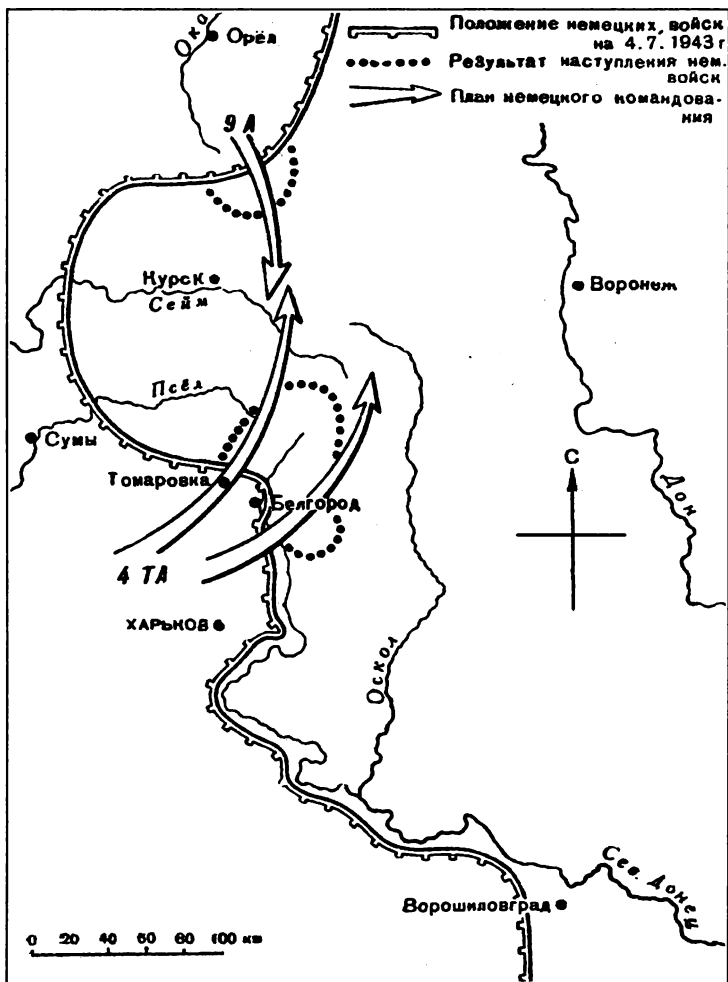 Положение немецких, войск
на 4.7.1943 г
Результат наступления нем.
войск
План немецкого командова-
ния
Ока
Орёл
9 А
Курск
Сейм
Воронеж
Псёл
Сумы
Томаровка
Белгород
С
Дон
4 ТА
ХАРЬКОВ
Оскол
Сев. Донец
Ворошиловград
0 20 40 60 80 100 км